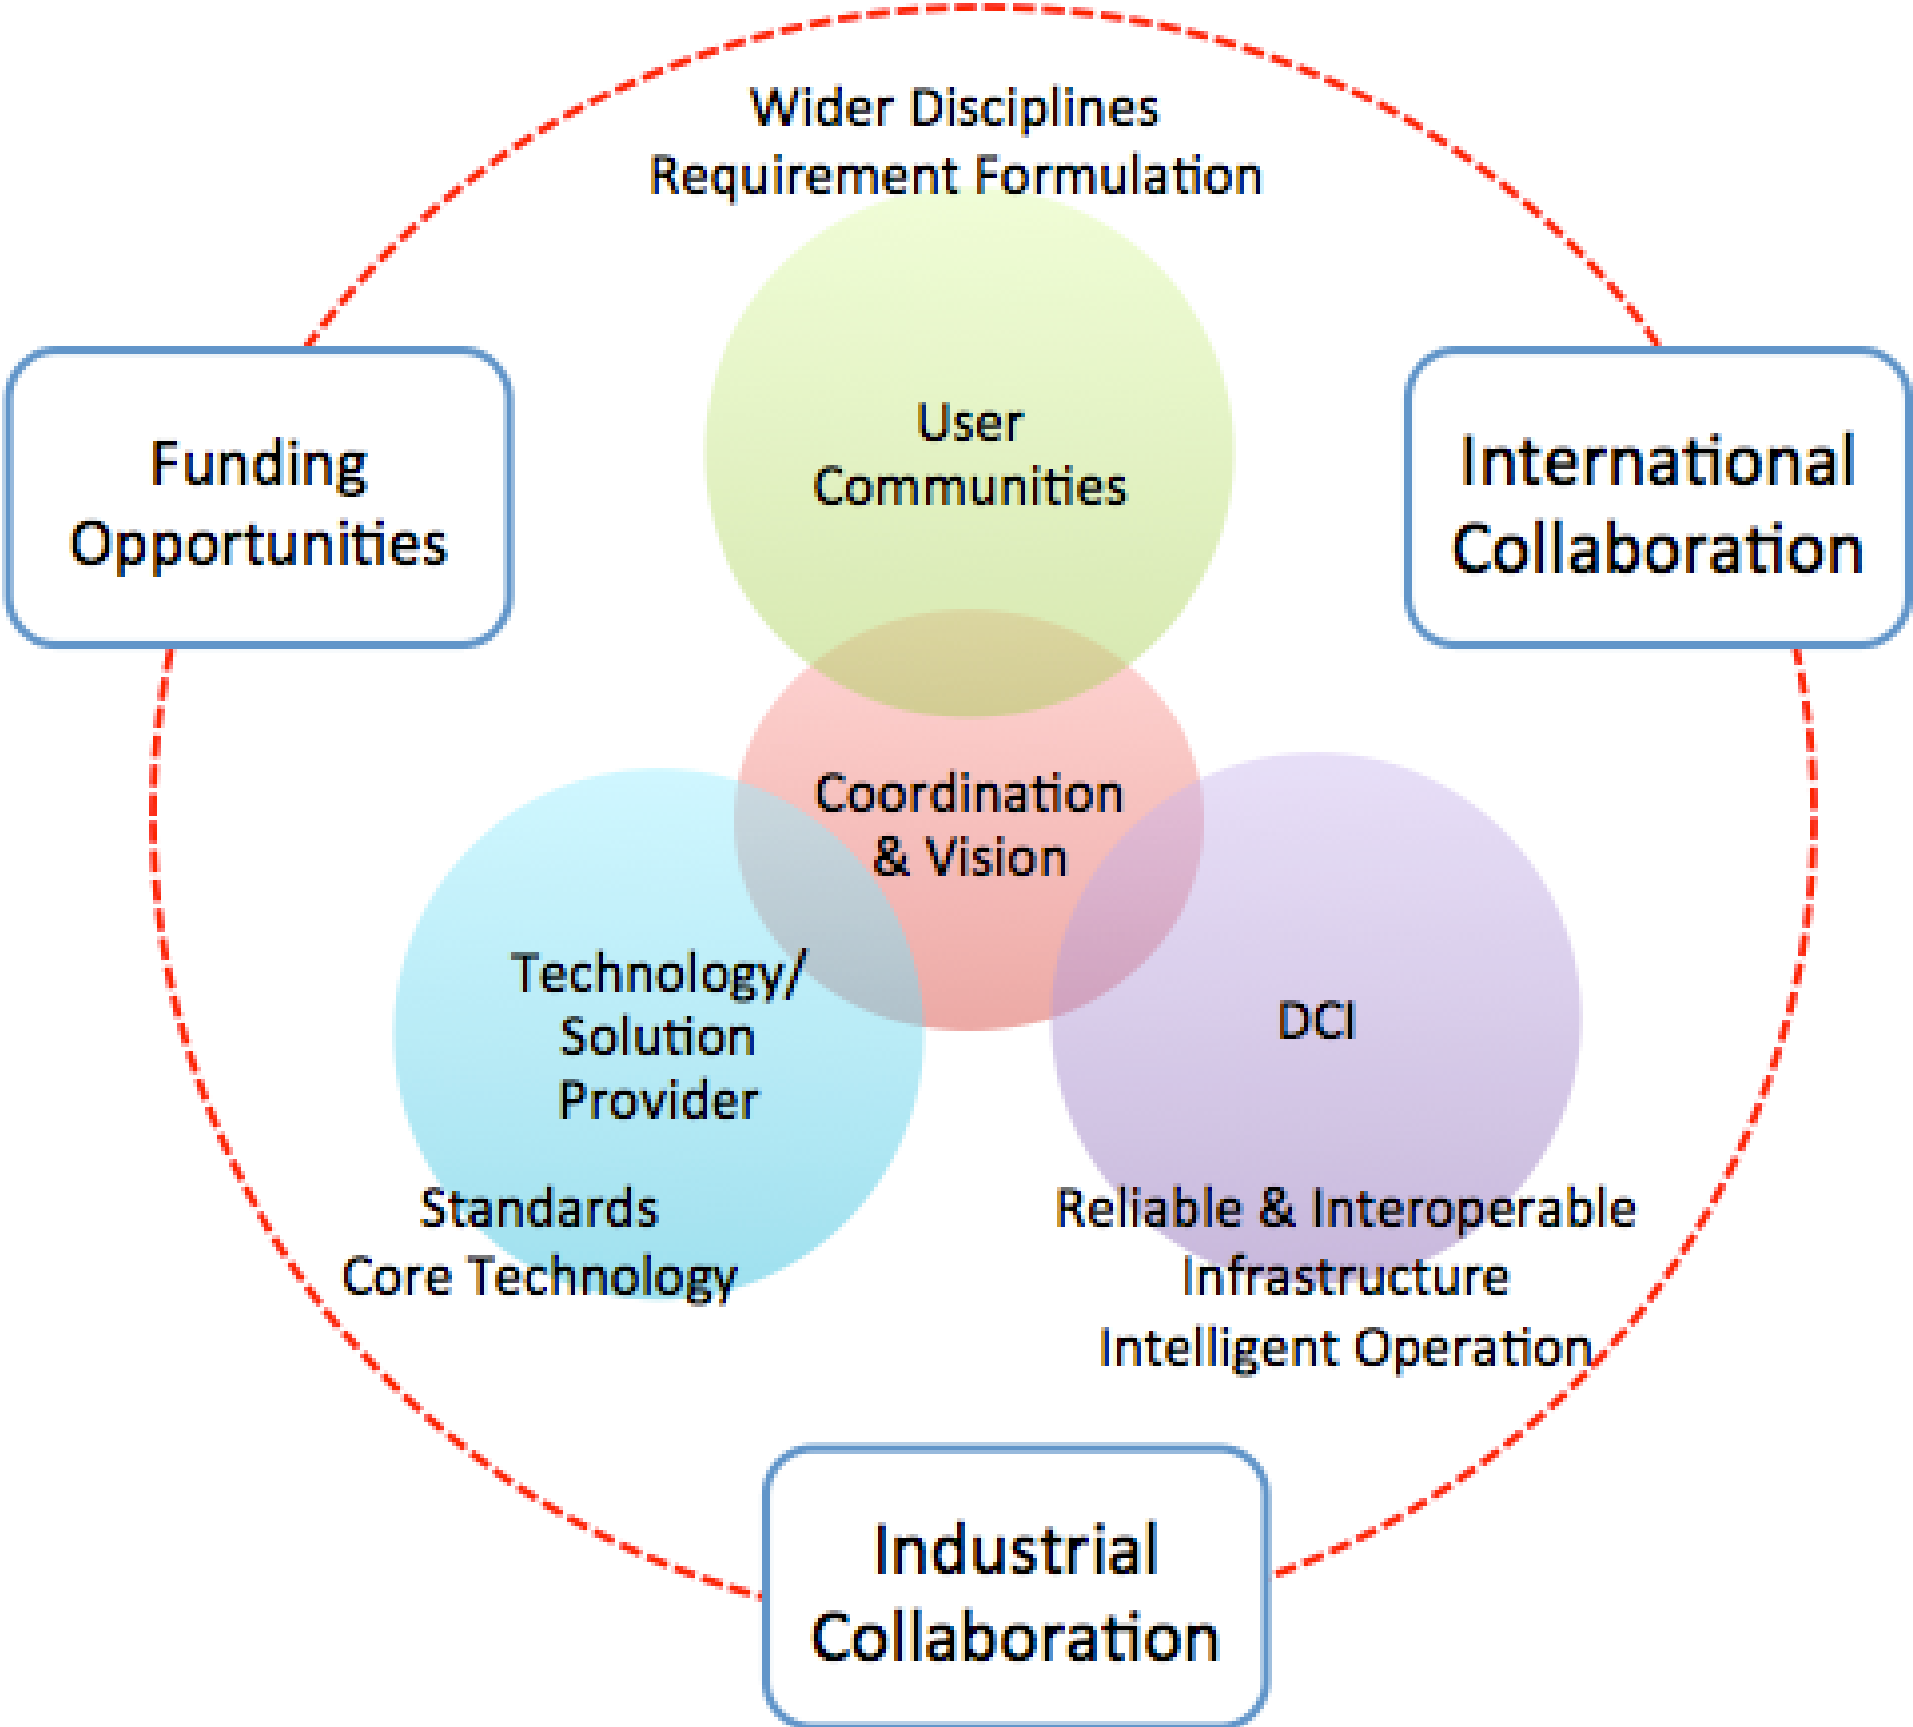 Wider Disciplines
Requirement Formulation
User
Communities
Funding
Opportunities
International
Collaboration
Coordination
& Vision
Technology/
Solution
Provider
DCI
Standards
Core Technology
Reliable & Interoperable
Infrastructure
Intelligent Operation
Industrial
Collaboration